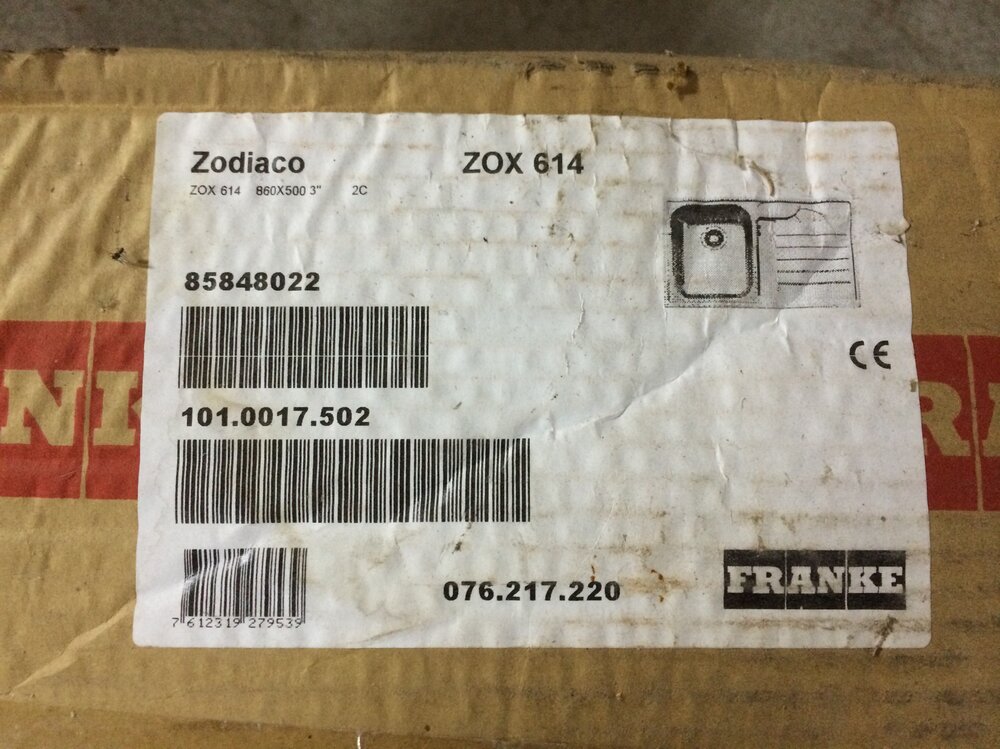 Zodiaco
ZOX 614
ZOX 614 860X500 3" 2C
85848022
CE
101.0017.502
7 612319 279539
076.217.220
FRANKE